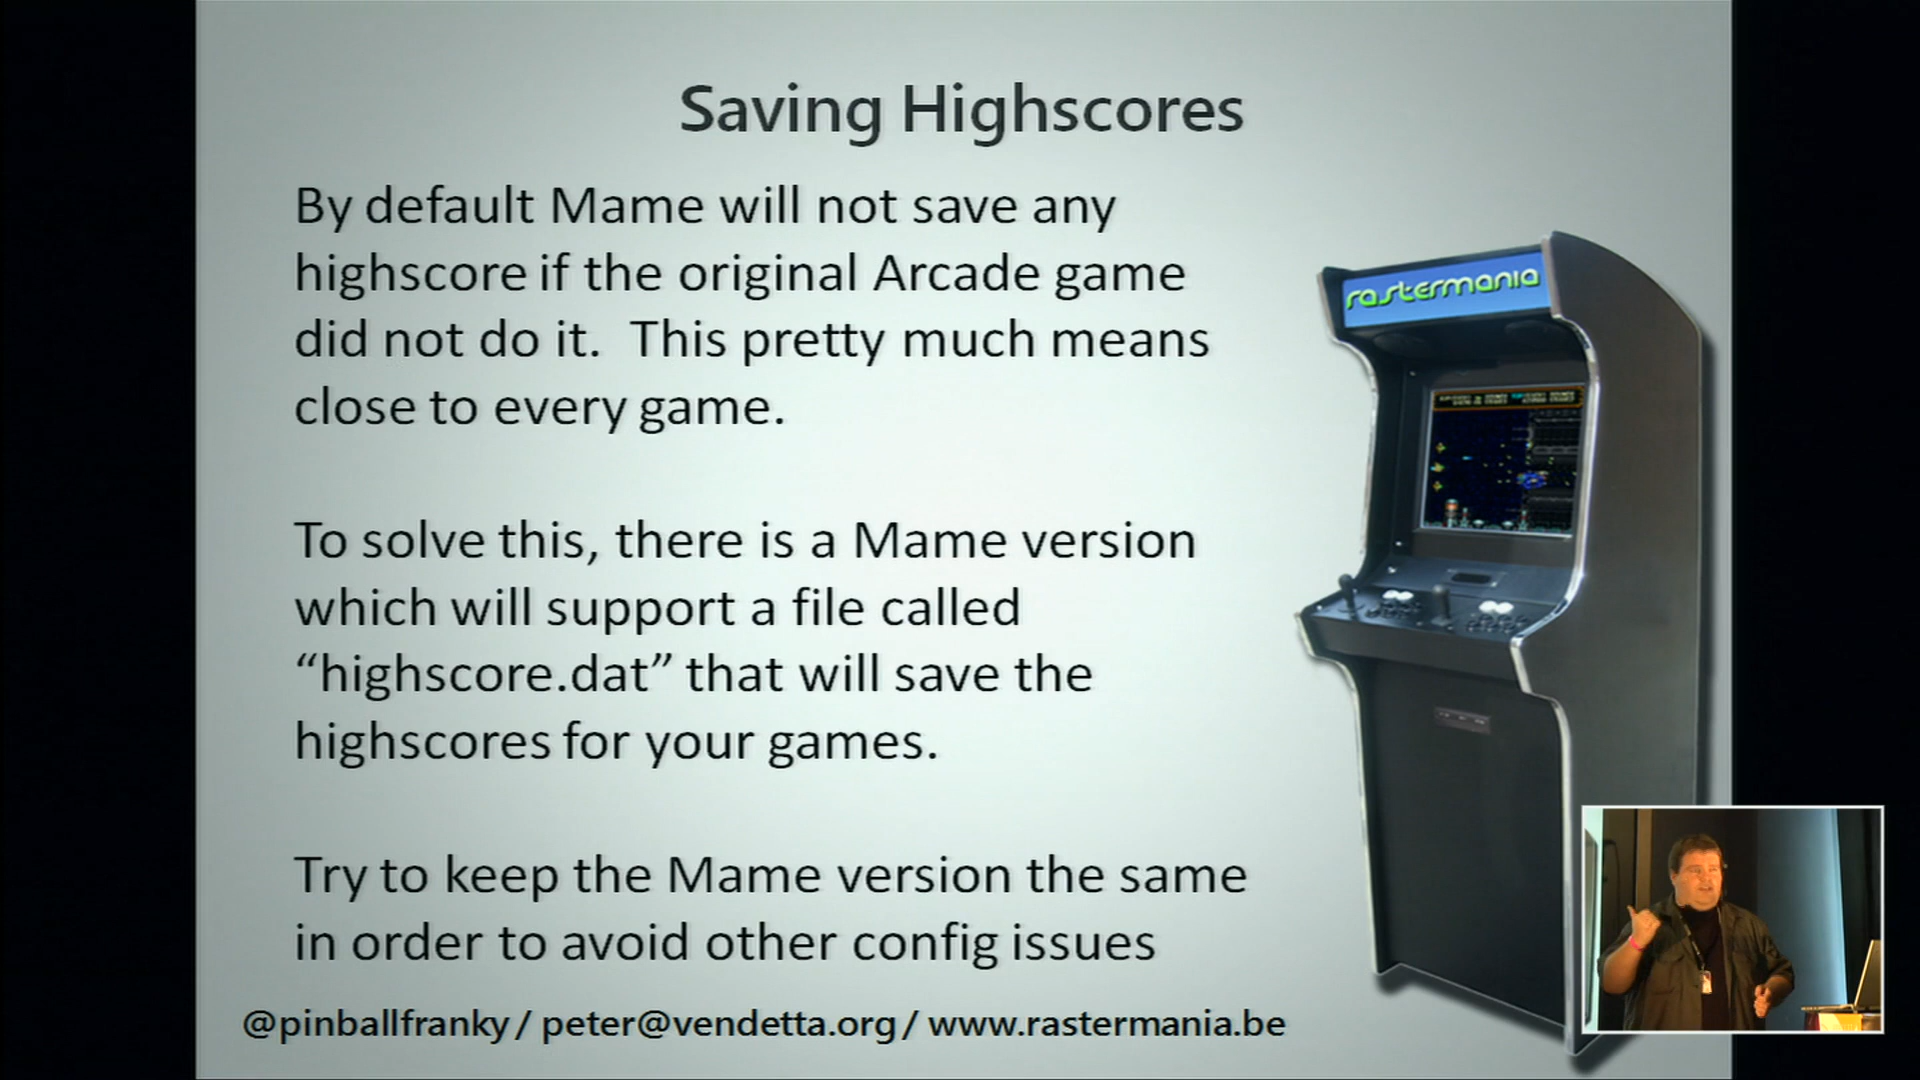 Saving Highscores
By default Mame will not save any
highscore if the original Arcade game
did not do it.  This pretty much means
close to every game.
To solve this, there is a Mame version
which will support a file called
“highscore.dat” that will save the
highscores for your games.
Try to keep the Mame version the same
in order to avoid other config issues
@pinballfranky / peter@vendetta.org / www.rastermania.be
rastermania